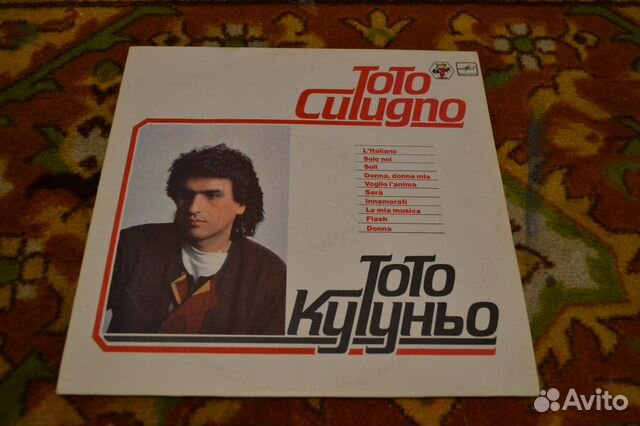 Toto
Cutugno
L'Italiano
Solo noi
Soli
Donna, donna mia
Voglio l'anima
Sarà
Innamorati
La mia musica
Flash
Donna
Тото
Кутуньо
Avito